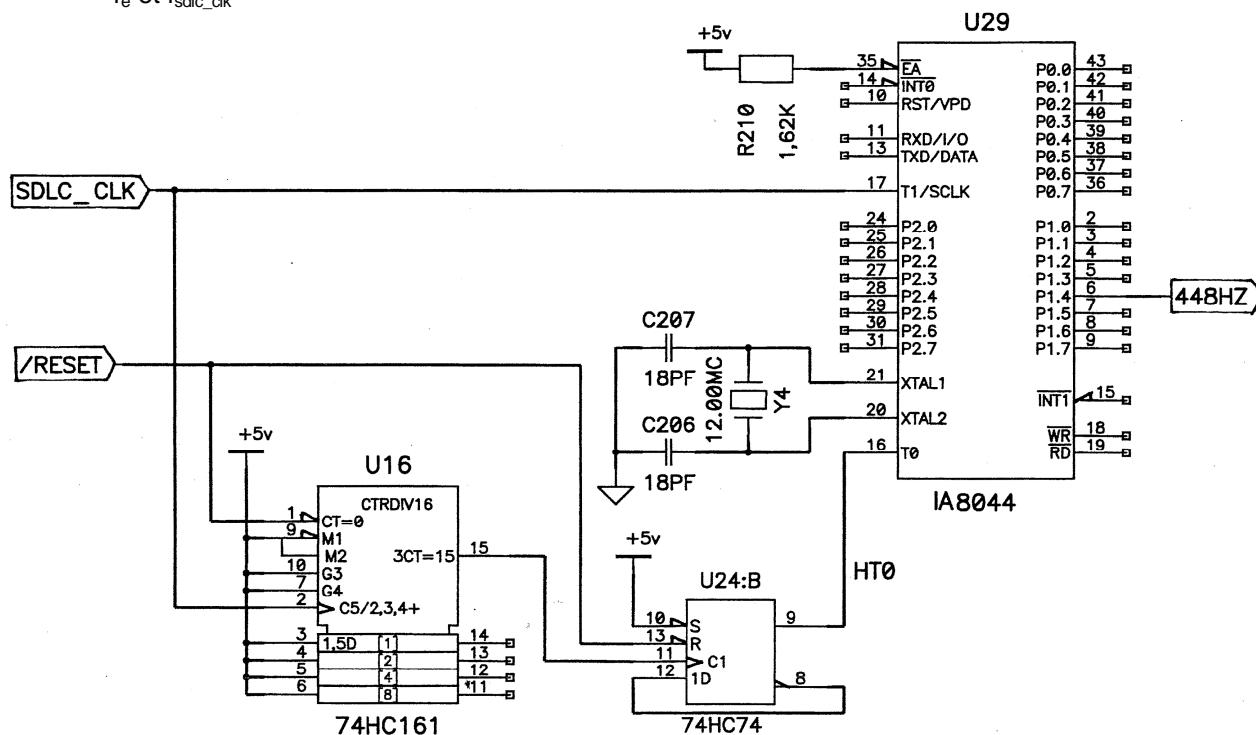 fe et fsdlc_clk
U29
+5v
R210
1,62K
35 EA
14 INT0
10 RST/VPD
11 RXD/I/O
13 TXD/DATA
17 T1/SCLK
24 P2.0
25 P2.1
26 P2.2
27 P2.3
28 P2.4
29 P2.5
30 P2.6
31 P2.7
21 XTAL1
20 XTAL2
16 T0
P0.0 43
P0.1 42
P0.2 41
P0.3 40
P0.4 39
P0.5 38
P0.6 37
P0.7 36
P1.0 2
P1.1 3
P1.2 4
P1.3 5
P1.4 6
P1.5 7
P1.6 8
P1.7 9
INT1 15
WR 18
RD 19
IA8044
448HZ
SDLC_CLK
/RESET
C207
18PF
12.00MC
Y4
C206
18PF
+5v
U16
CTRDIV16
1 CT=0
9 M1
M2
3CT=15 15
10 G3
7 G4
2 C5/2,3,4+
3 1,5D [1] 14
4 [2] 13
5 [4] 12
6 [8] *11
74HC161
+5v
U24:B
HT0
10 S 9
13 R
11 C1
12 1D 8
74HC74